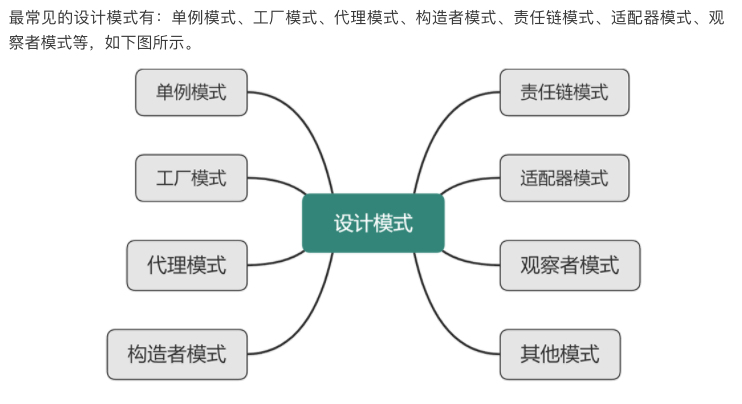 最常见的设计模式有：单例模式、工厂模式、代理模式、构造者模式、责任链模式、适配器模式、观
察者模式等，如下图所示。
单例模式
责任链模式
工厂模式
适配器模式
设计模式
代理模式
观察者模式
构造者模式
其他模式